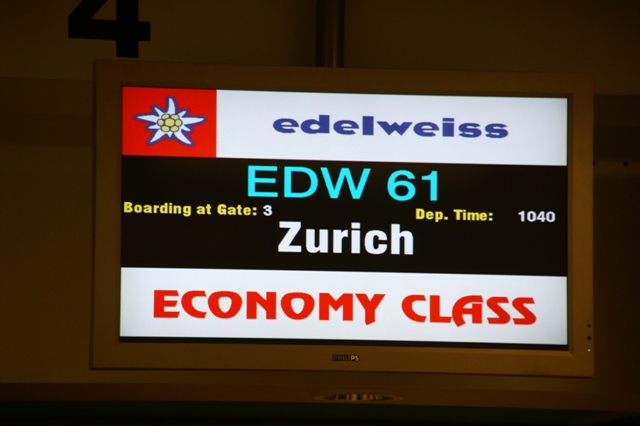 4
edelweiss
EDW 61
Boarding at Gate: 3 Dep. Time: 1040
Zurich
ECONOMY CLASS
PHILIPS